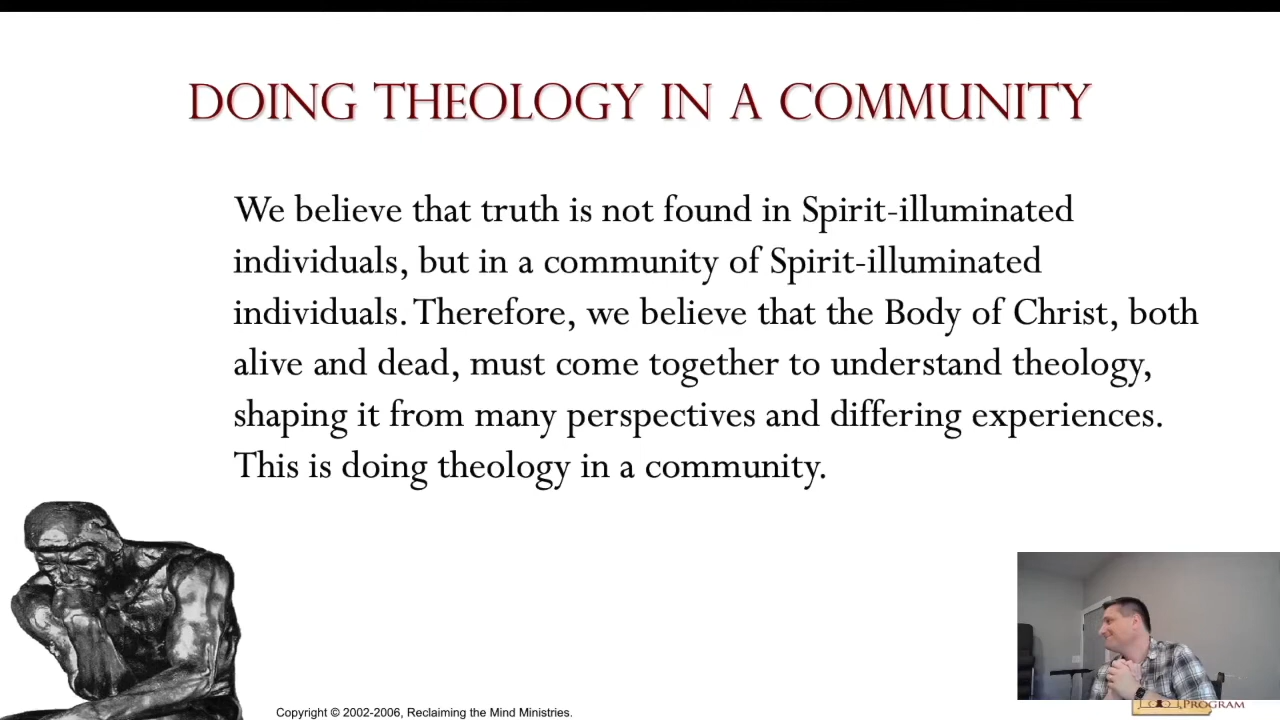 DOING THEOLOGY IN A COMMUNITY
We believe that truth is not found in Spirit-illuminated
individuals, but in a community of Spirit-illuminated
individuals. Therefore, we believe that the Body of Christ, both
alive and dead, must come together to understand theology,
shaping it from many perspectives and differing experiences.
This is doing theology in a community.
Copyright © 2002-2006, Reclaiming the Mind Ministries.
PROGRAM